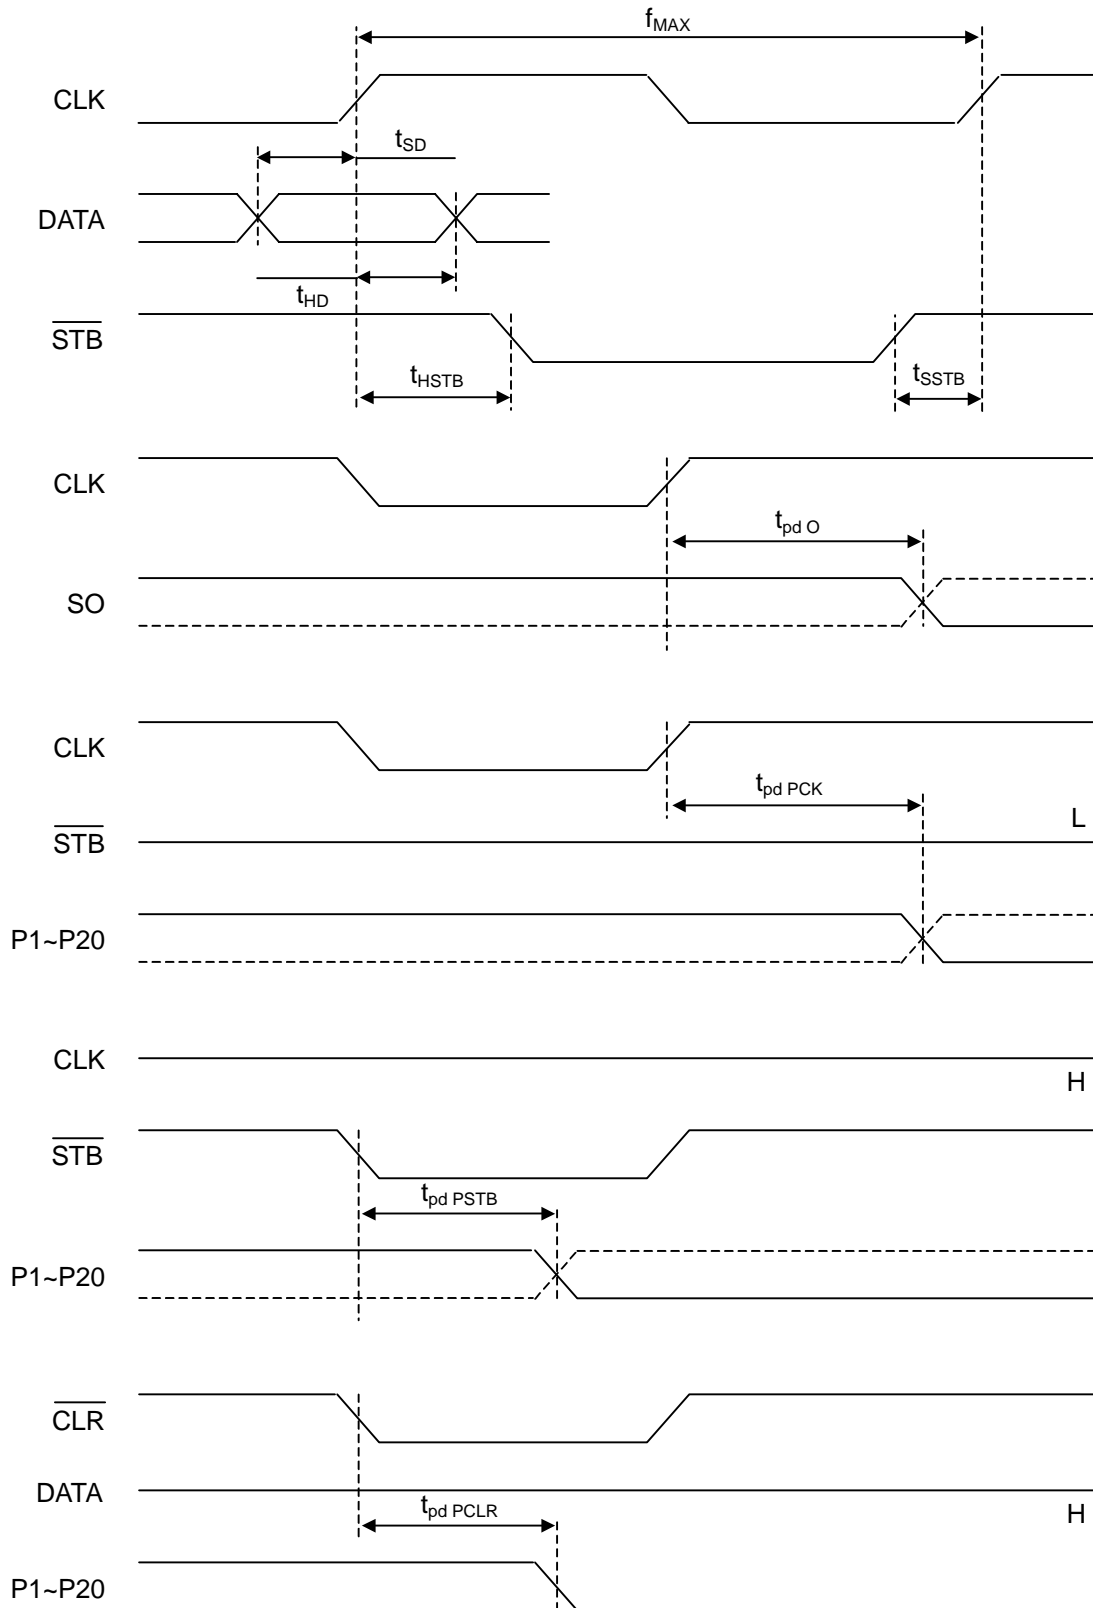 fMAX
CLK
tSD
DATA
tHD
STB
tHSTB
tSSTB
CLK
tpd O
SO
CLK
tpd PCK
L
STB
P1~P20
CLK
H
STB
tpd PSTB
P1~P20
CLR
DATA
H
tpd PCLR
P1~P20